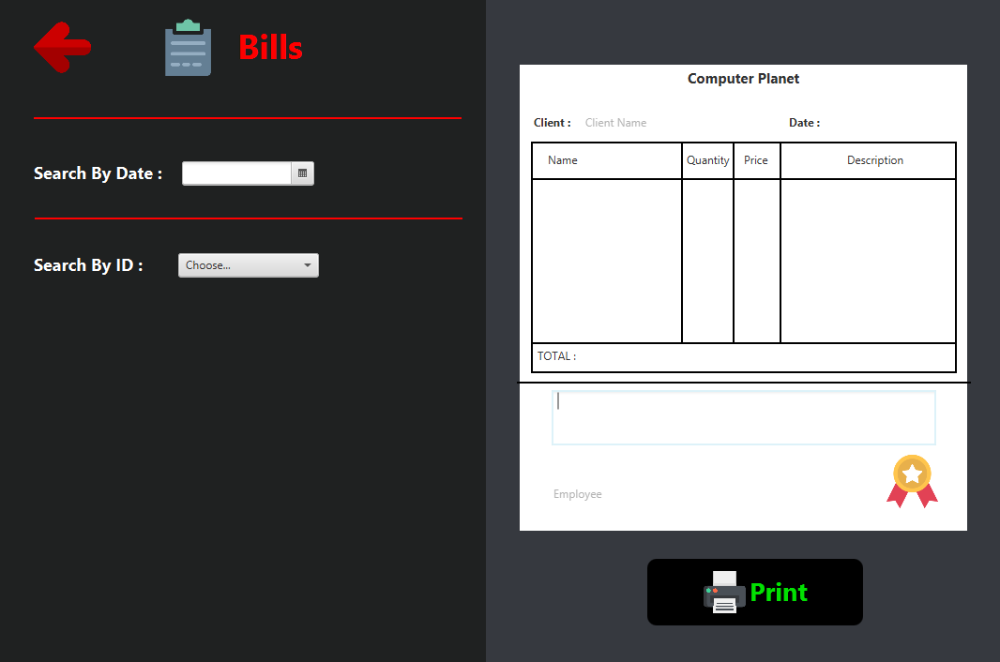 Bills
Search By Date :
Search By ID :
Choose...
Computer Planet
Client : Client Name Date :
Name Quantity Price Description
TOTAL :
Employee
Print